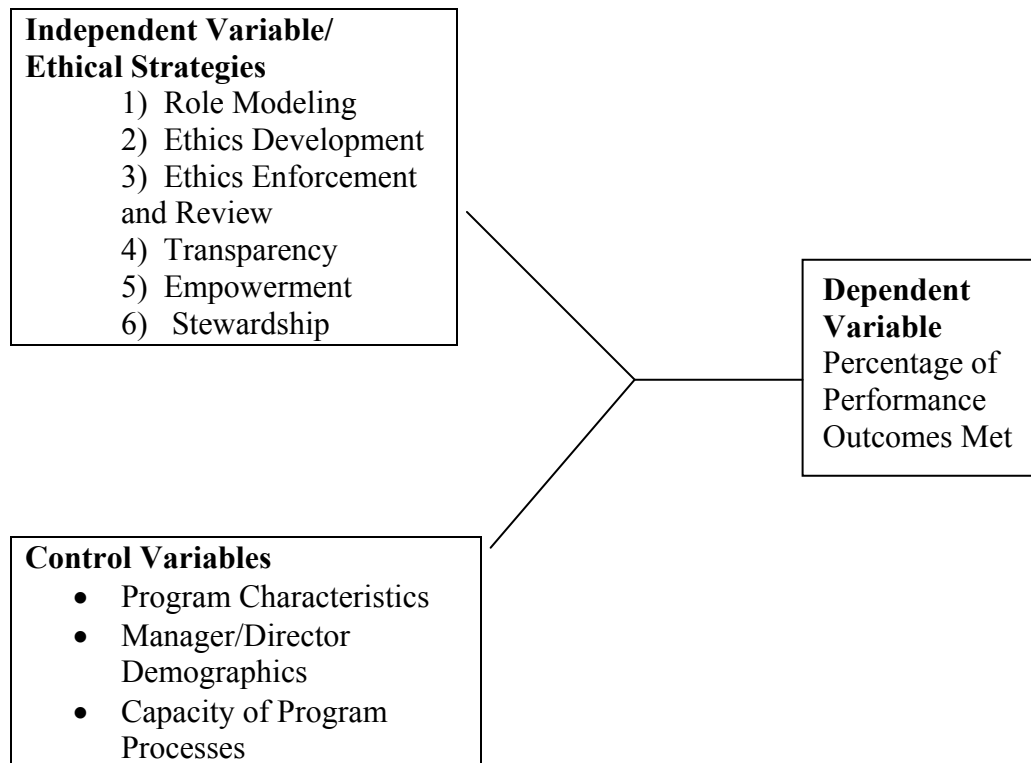 Independent Variable/
Ethical Strategies
1) Role Modeling
2) Ethics Development
3) Ethics Enforcement
and Review
4) Transparency
5) Empowerment
6) Stewardship
Dependent
Variable
Percentage of
Performance
Outcomes Met
Control Variables
• Program Characteristics
• Manager/Director
Demographics
• Capacity of Program
Processes